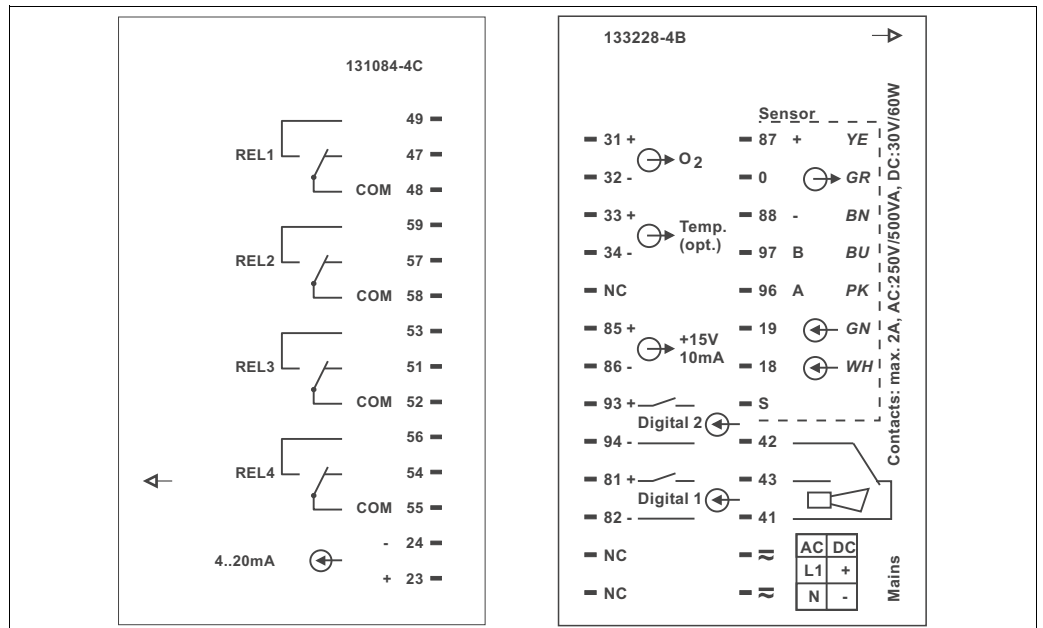 131084-4C
49
REL1 47
COM 48
59
REL2 57
COM 58
53
REL3 51
COM 52
56
REL4 54
COM 55
- 24
4..20mA
+ 23
133228-4B
Sensor
31 +
O2
32 -
33 +
Temp.
(opt.)
34 -
NC
85 +
+15V
10mA
86 -
93 +
Digital 2
94 -
81 +
Digital 1
82 -
NC
NC
87 + YE
0 GR
88 - BN
97 B BU
96 A PK
19 GN
18 WH
S
42
43
41
AC DC
L1 +
N -
Contacts: max. 2A, AC:250V/500VA, DC:30V/60W
Mains